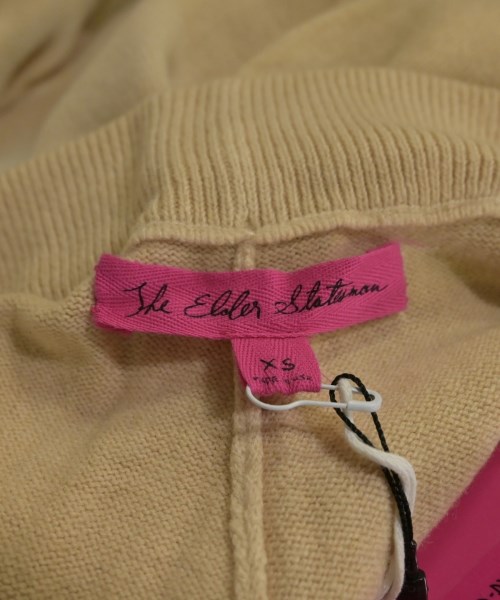 The Elder Statesman
XS